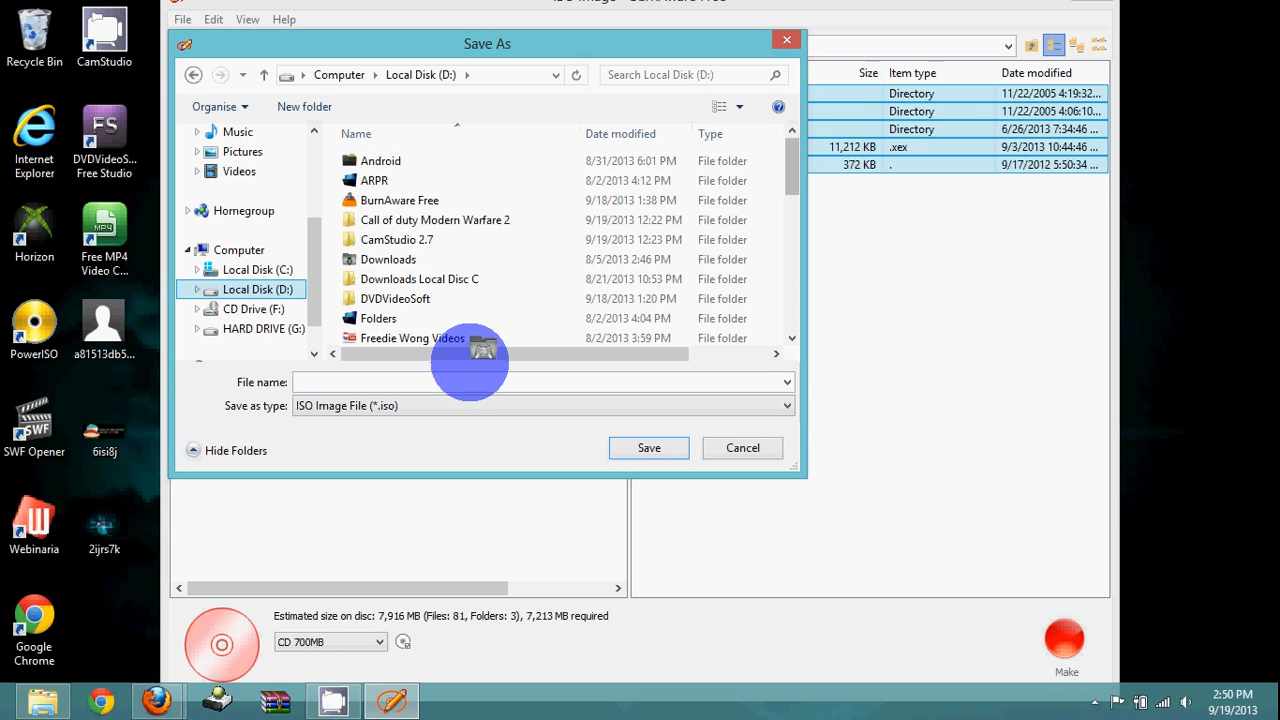 Recycle Bin
CamStudio
Internet Explorer
DVDVideoS... Free Studio
Horizon
Free MP4 Video C...
PowerISO
a81513db5...
SWF Opener
6isi8j
Webinaria
2ijrs7k
Google Chrome
File Edit View Help
Save As
Computer Local Disk (D:)
Search Local Disk (D:)
Organise New folder
Music
Pictures
Videos
Homegroup
Computer
Local Disk (C:)
Local Disk (D:)
CD Drive (F:)
HARD DRIVE (G:)
Name Date modified Type
Android 8/31/2013 6:01 PM File folder
ARPR 8/2/2013 4:12 PM File folder
BurnAware Free 9/18/2013 1:38 PM File folder
Call of duty Modern Warfare 2 9/19/2013 12:22 PM File folder
CamStudio 2.7 9/19/2013 12:23 PM File folder
Downloads 8/5/2013 2:46 PM File folder
Downloads Local Disc C 8/21/2013 10:53 PM File folder
DVDVideoSoft 9/18/2013 1:20 PM File folder
Folders 8/2/2013 4:04 PM File folder
Freedie Wong Videos 8/2/2013 3:59 PM File folder
File name:
Save as type: ISO Image File (*.iso)
Hide Folders
Save Cancel
Size Item type Date modified
Directory 11/22/2005 4:19:32...
Directory 11/22/2005 4:06:10...
Directory 6/26/2013 7:34:46 ...
11,212 KB .xex 9/3/2013 10:44:46 ...
372 KB . 9/17/2012 5:50:34 ...
Estimated size on disc: 7,916 MB (Files: 81, Folders: 3), 7,213 MB required
CD 700MB
Make
2:50 PM
9/19/2013